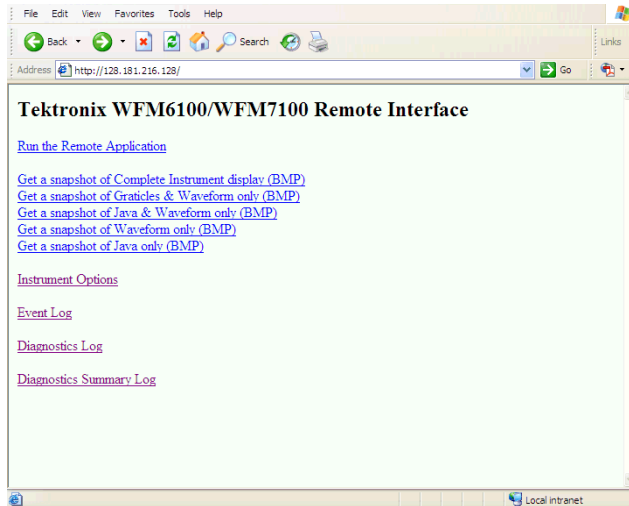 File Edit View Favorites Tools Help
Back Search Links
Address http://128.181.216.128/ Go
Tektronix WFM6100/WFM7100 Remote Interface
Run the Remote Application
Get a snapshot of Complete Instrument display (BMP)
Get a snapshot of Graticles & Waveform only (BMP)
Get a snapshot of Java & Waveform only (BMP)
Get a snapshot of Waveform only (BMP)
Get a snapshot of Java only (BMP)
Instrument Options
Event Log
Diagnostics Log
Diagnostics Summary Log
Local intranet